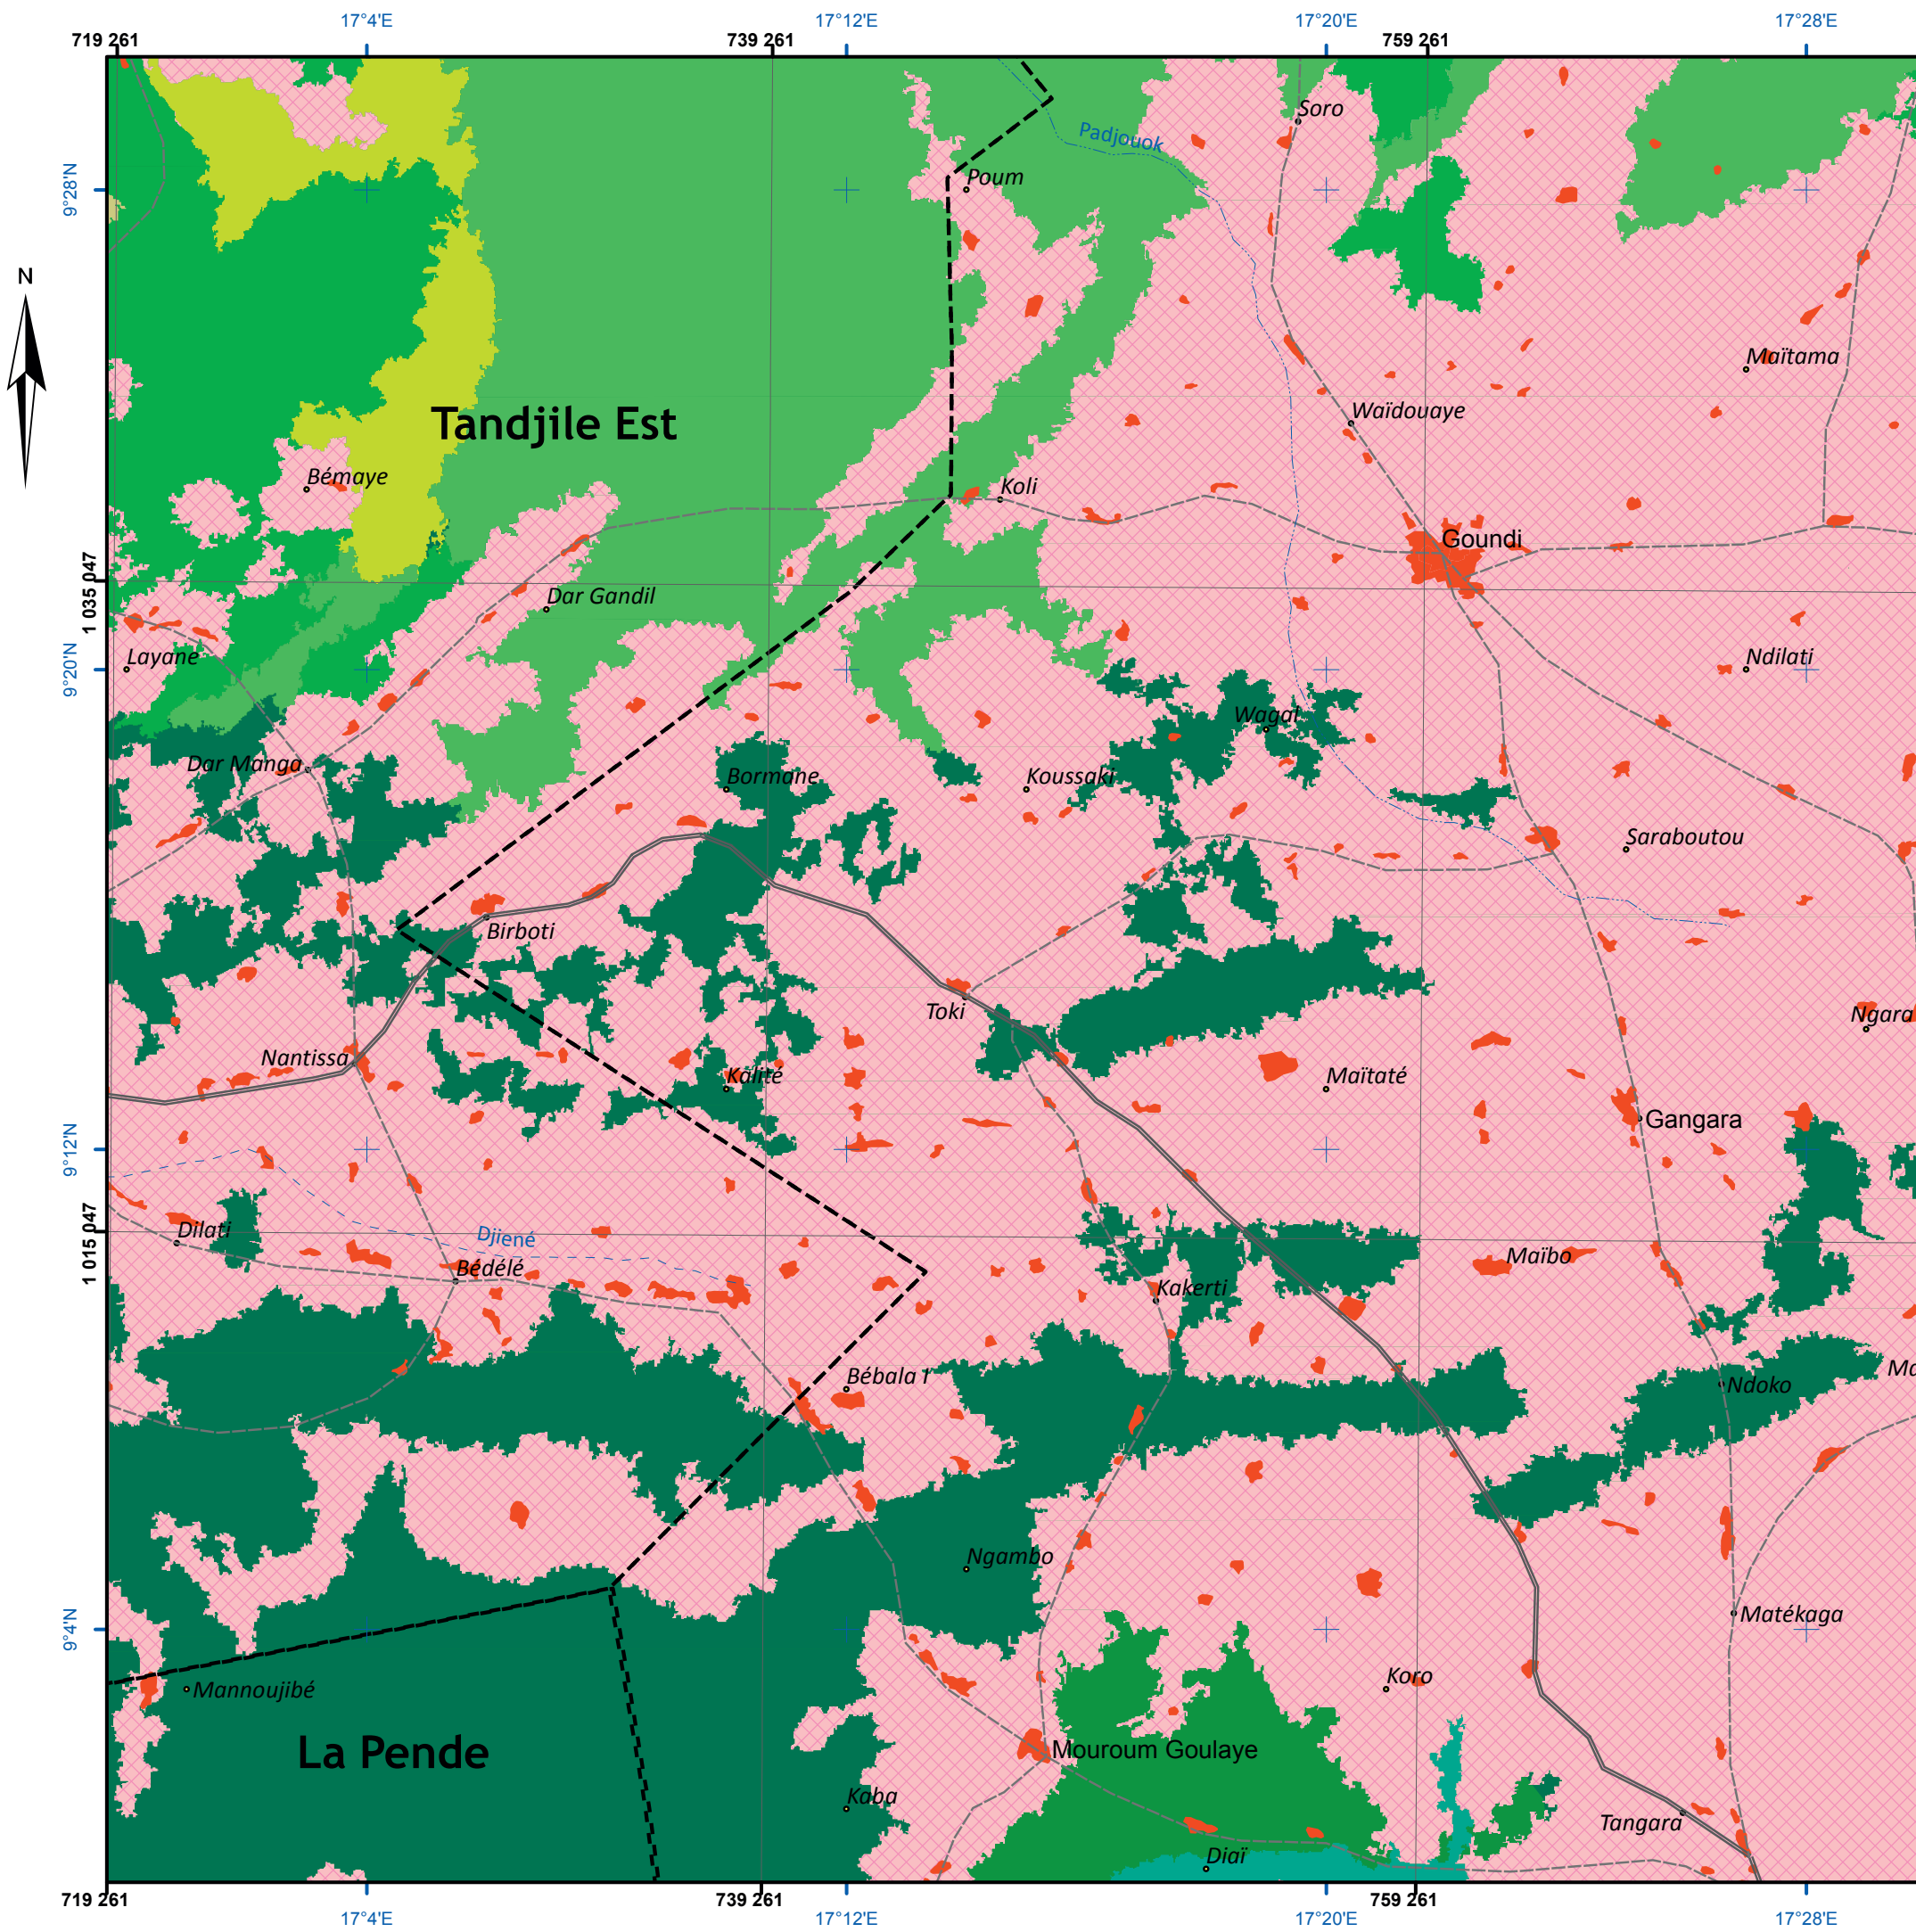 17°4'E
17°12'E
17°20'E
17°28'E
719 261
739 261
759 261
Soro
Padjouok
9°28'N
Poum
N
Maïtama
Waïdouaye
Tandjile Est
Bémaye
Koli
Goundi
1 035 047
Dar Gandil
Layane
9°20'N
Ndilati
Wagal
Dar Manga
Bormane
Koussaki
Saraboutou
Birboti
Toki
Ngara
Nantissa
Kalité
Maïtaté
Gangara
9°12'N
Dilati
1 015 047
Djiené
Maïbo
Bédélé
Kakerti
Bébala I
Ndoko
Ma
Ngambo
9°4'N
Matékaga
Koro
Mannoujibé
La Pende
Mouroum Goulaye
Kaba
Tangara
Diaï
719 261
739 261
759 261
17°4'E
17°12'E
17°20'E
17°28'E